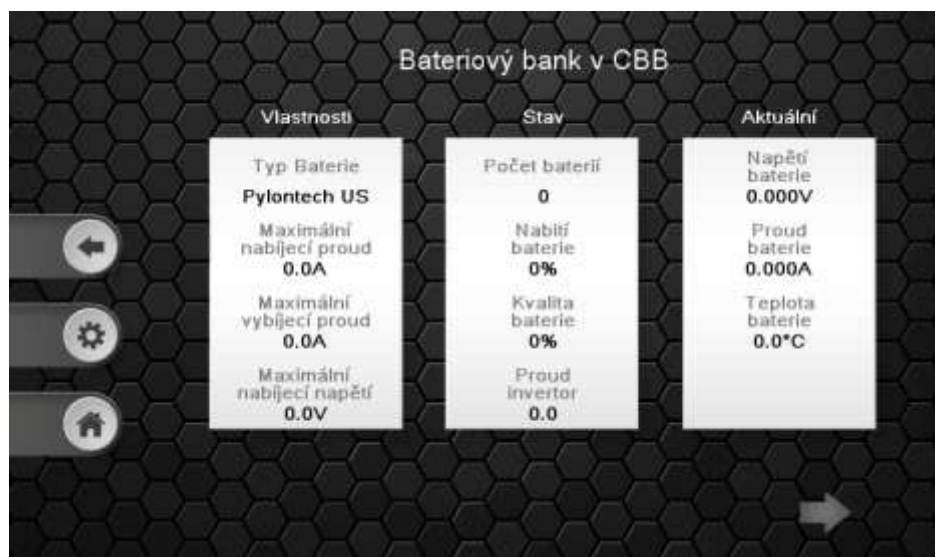 Bateriový bank v CBB
Vlastnosti
Typ Baterie
Pylontech US
Maximální
nabíjecí proud
0.0A
Maximální
vybíjecí proud
0.0A
Maximální
nabíjecí napětí
0.0V
Stav
Počet baterií
0
Nabití
baterie
0%
Kvalita
baterie
0%
Proud
invertor
0.0
Aktuální
Napětí
baterie
0.000V
Proud
baterie
0.000A
Teplota
baterie
0.0°C